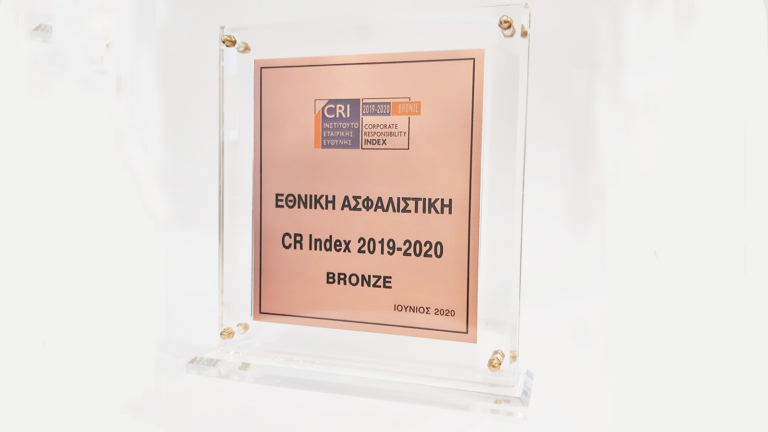 CRI
ΙΝΣΤΙΤΟΥΤΟ
ΕΤΑΙΡΙΚΗΣ
ΕΥΘΥΝΗΣ
2019-2020 BRONZE
CORPORATE
RESPONSIBILITY
INDEX
ΕΘΝΙΚΗ ΑΣΦΑΛΙΣΤΙΚΗ
CR Index 2019-2020
BRONZE
ΙΟΥΝΙΟΣ 2020